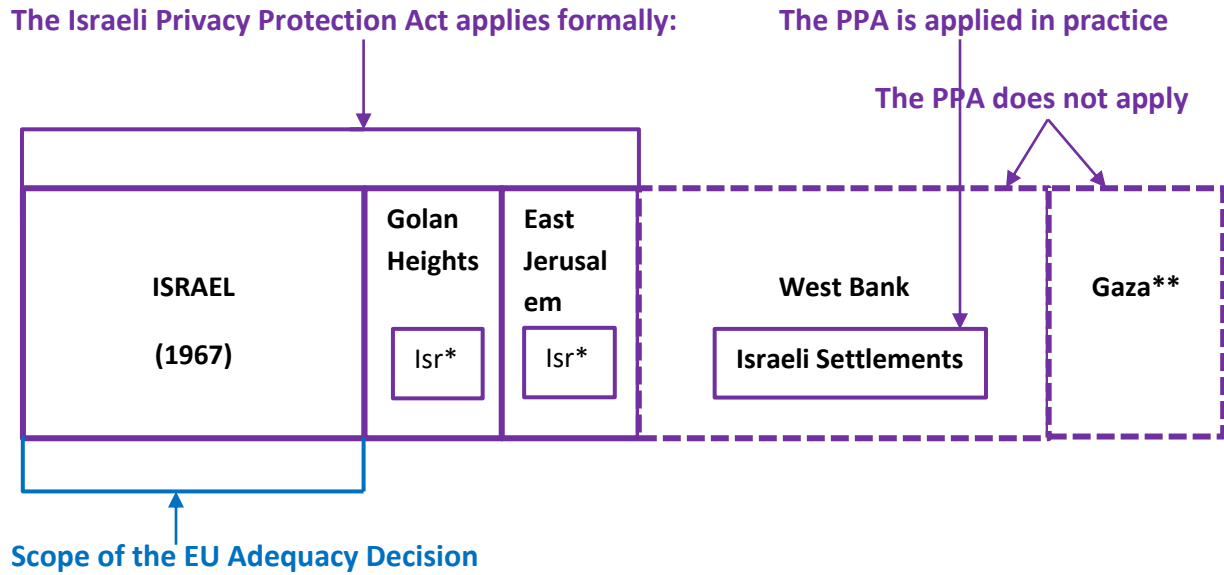 The Israeli Privacy Protection Act applies formally:
The PPA is applied in practice
The PPA does not apply
ISRAEL
(1967)
Golan
Heights
Isr*
East
Jerusal
em
Isr*
West Bank
Israeli Settlements
Gaza**
Scope of the EU Adequacy Decision